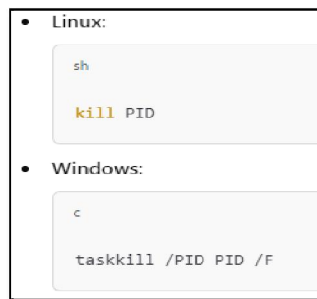 • Linux:
sh
kill PID
• Windows:
c
taskkill /PID PID /F